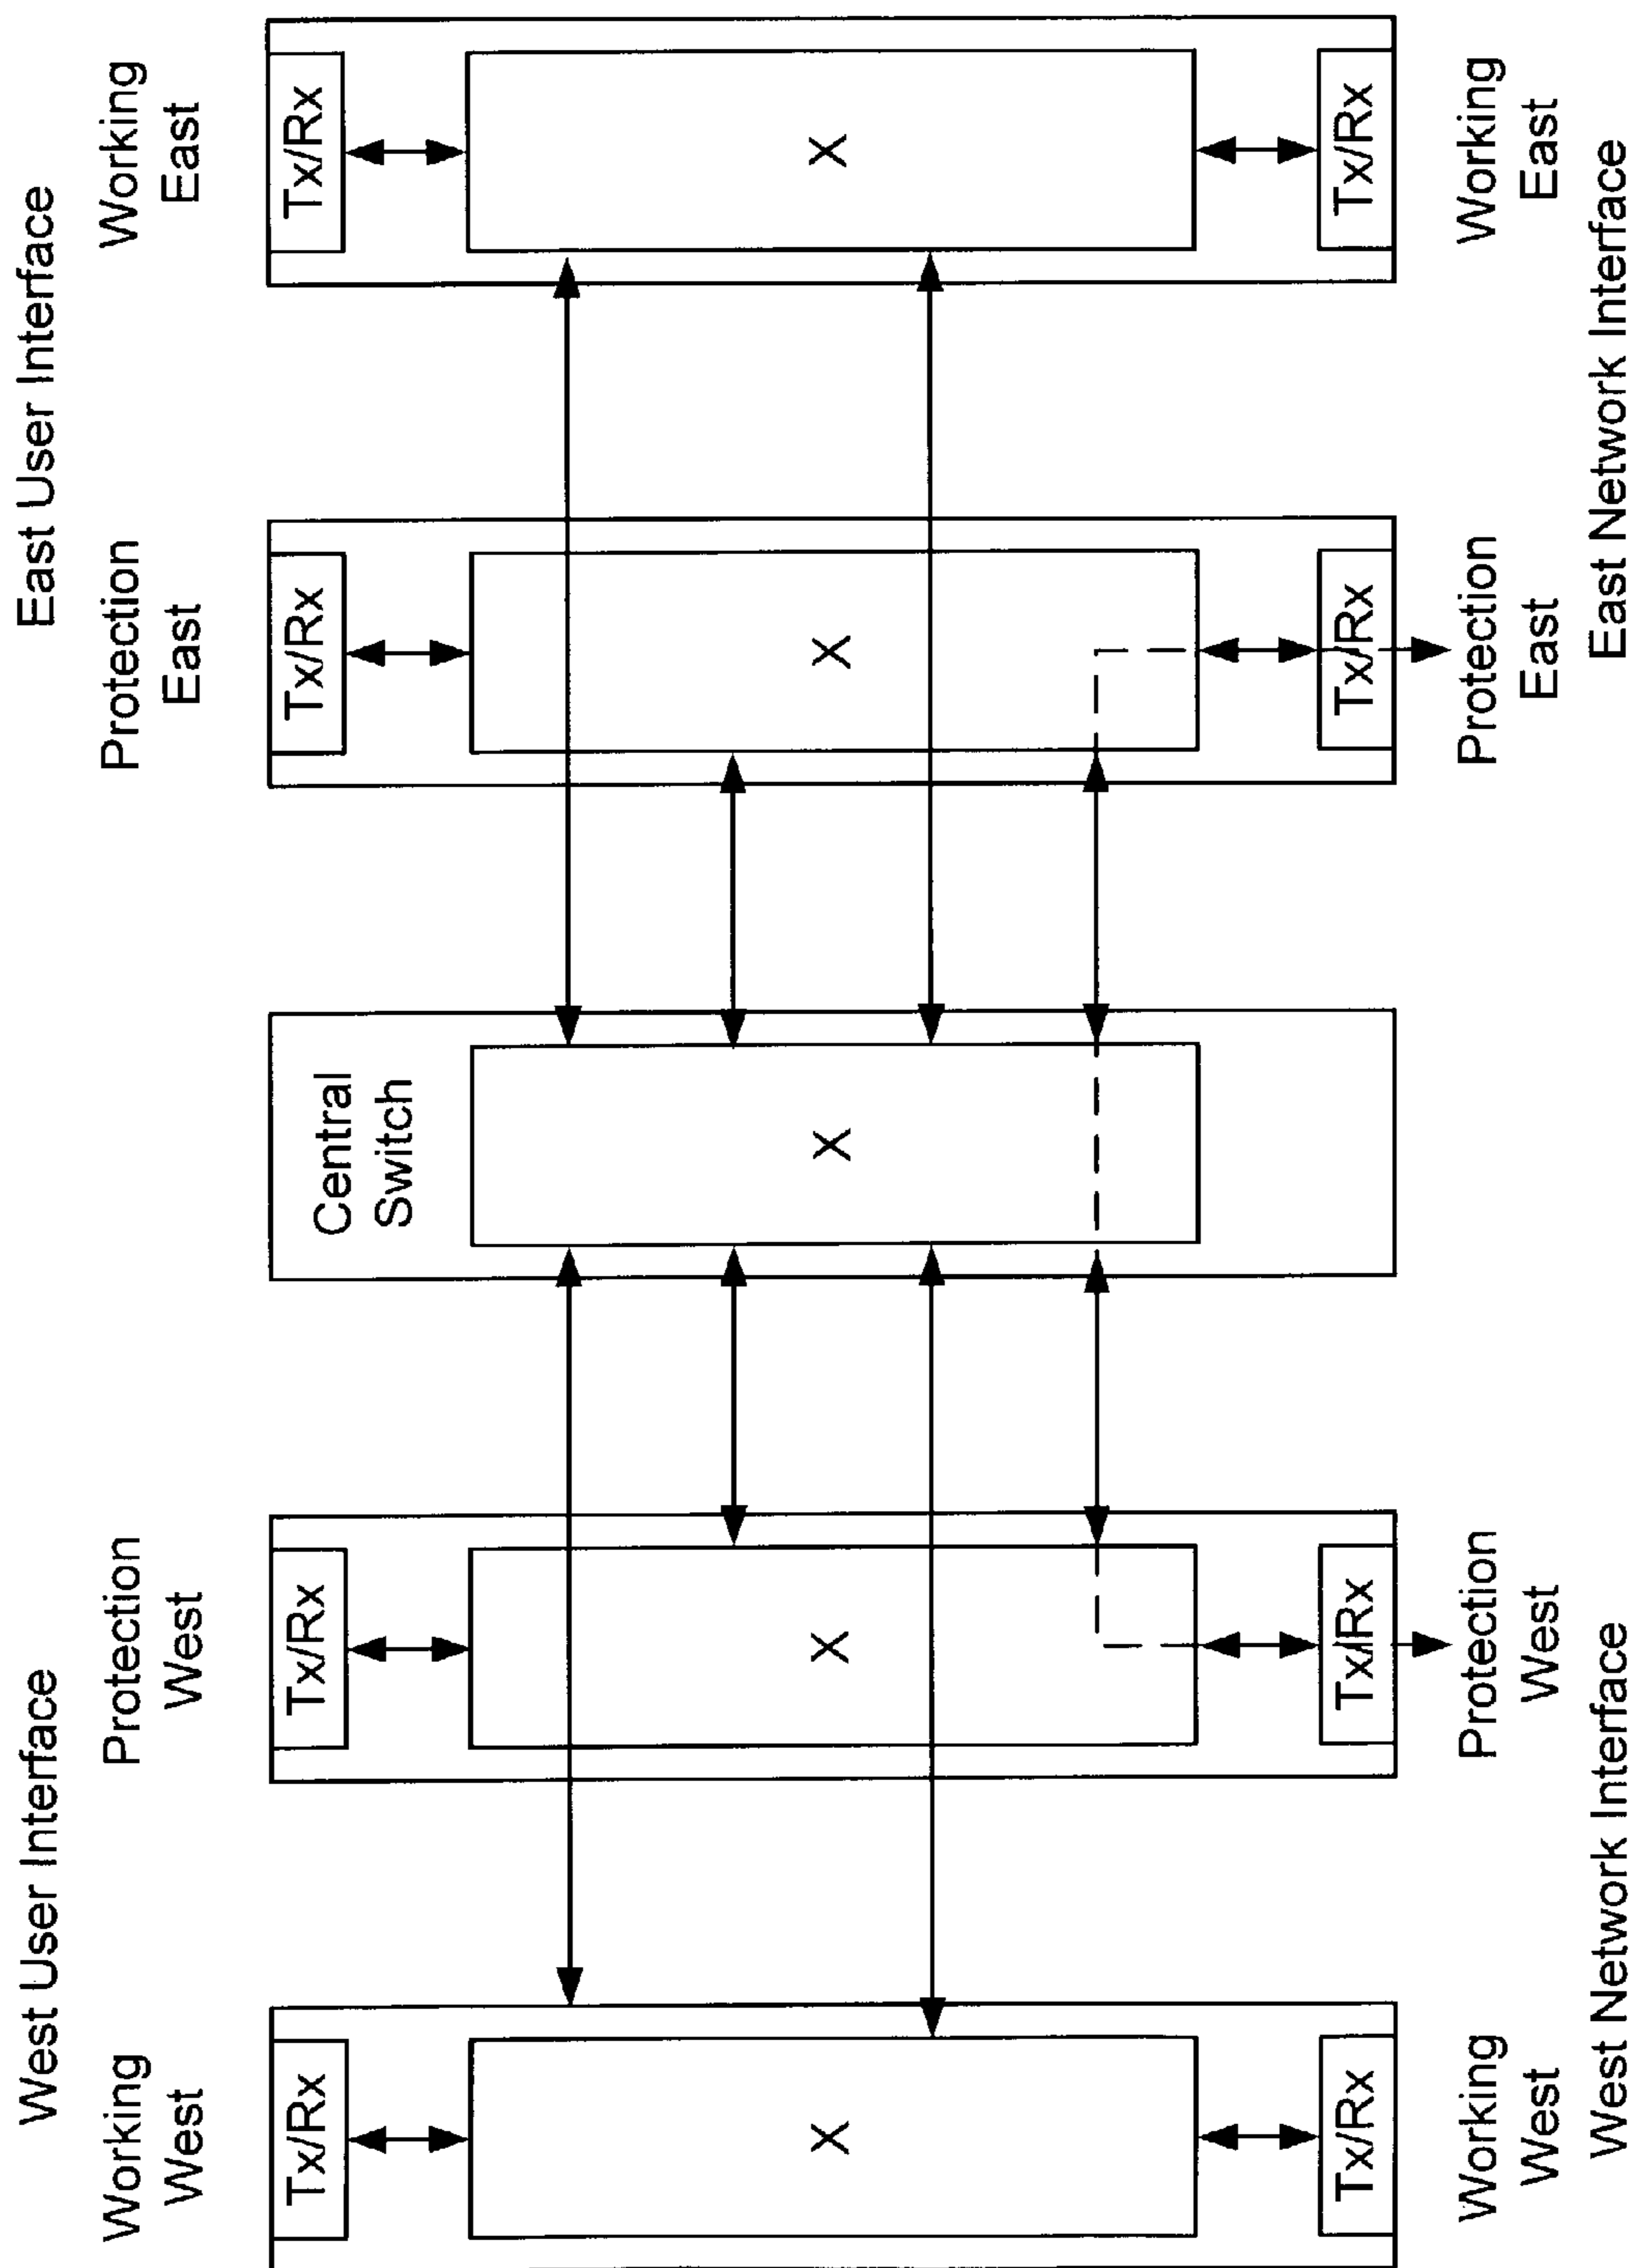 West User Interface
East User Interface
Working
West
Protection
West
Protection
East
Working
East
Tx/Rx
Tx/Rx
Central
Switch
Tx/Rx
Tx/Rx
X
X
X
X
X
Tx/Rx
Tx/Rx
Tx/Rx
Tx/Rx
Working
West
Protection
West
Protection
East
Working
East
West Network Interface
East Network Interface